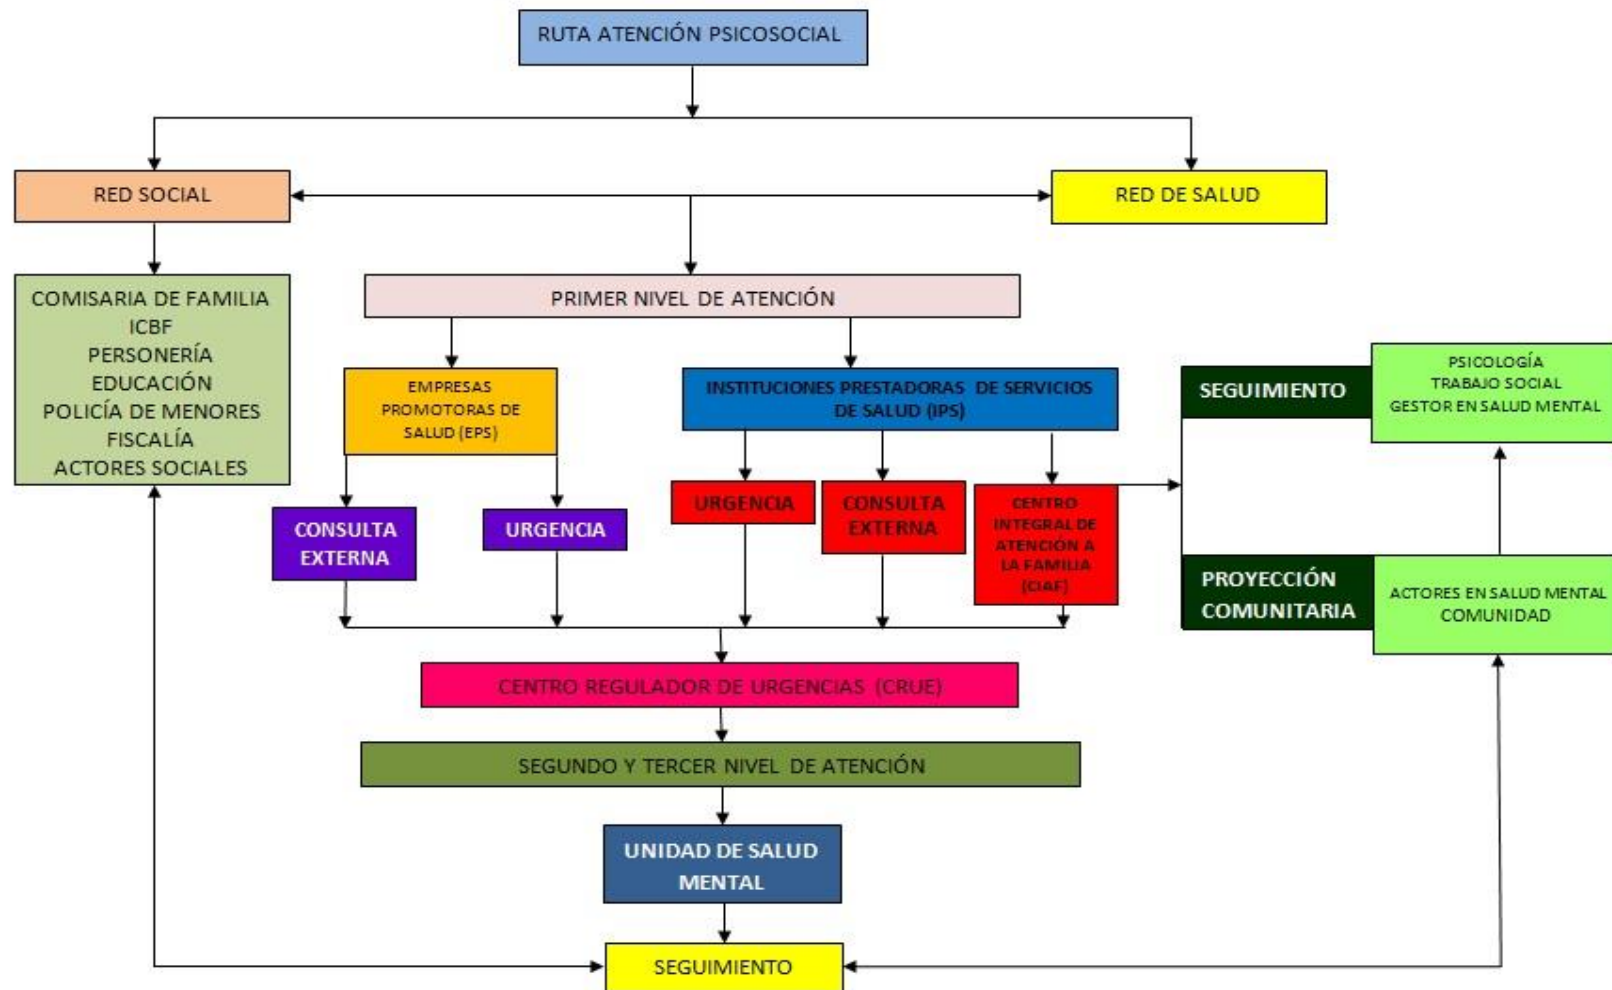 RUTA ATENCIÓN PSICOSOCIAL
RED SOCIAL
RED DE SALUD
COMISARIA DE FAMILIA
ICBF
PERSONERÍA
EDUCACIÓN
POLICÍA DE MENORES
FISCALÍA
ACTORES SOCIALES
PRIMER NIVEL DE ATENCIÓN
EMPRESAS
PROMOTORAS DE
SALUD (EPS)
INSTITUCIONES PRESTADORAS DE SERVICIOS
DE SALUD (IPS)
SEGUIMIENTO
PSICOLOGÍA
TRABAJO SOCIAL
GESTOR EN SALUD MENTAL
CONSULTA
EXTERNA
URGENCIA
URGENCIA
CONSULTA
EXTERNA
CENTRO
INTEGRAL DE
ATENCIÓN A
LA FAMILIA
(CIAF)
PROYECCIÓN
COMUNITARIA
ACTORES EN SALUD MENTAL
COMUNIDAD
CENTRO REGULADOR DE URGENCIAS (CRUE)
SEGUNDO Y TERCER NIVEL DE ATENCIÓN
UNIDAD DE SALUD
MENTAL
SEGUIMIENTO